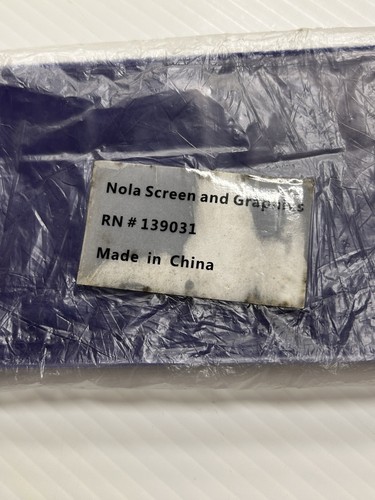 Nola Screen and Graphics
RN # 139031
Made in China